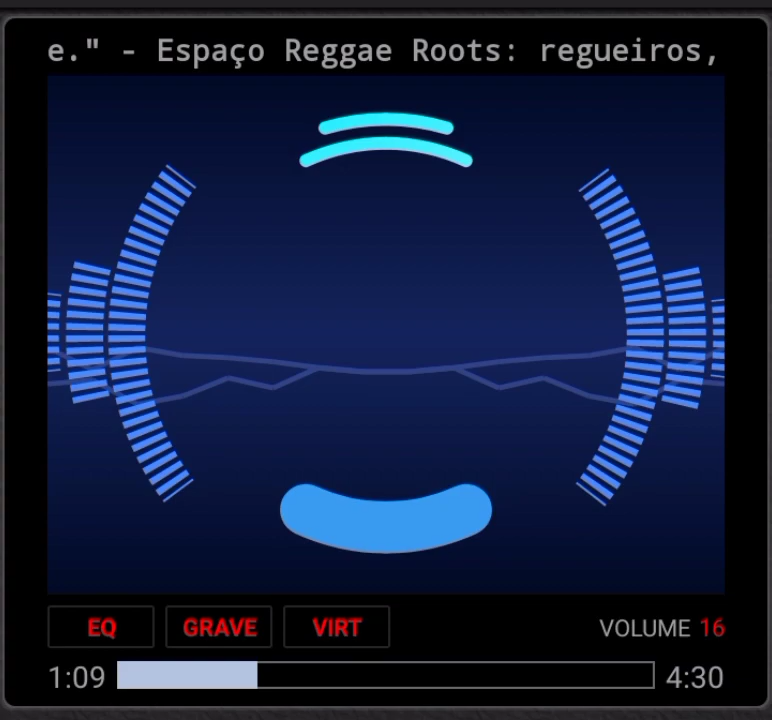 e." - Espaço Reggae Roots: regueiros,
EQ GRAVE VIRT VOLUME 16
1:09 4:30